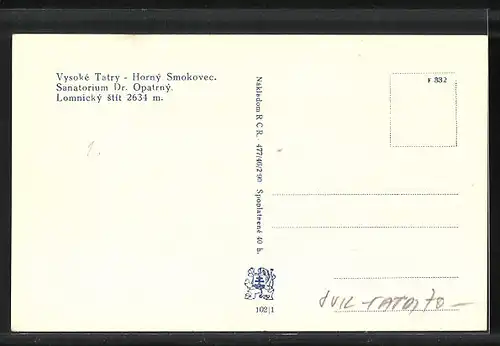 Vysoké Tatry - Horný Smokovec.
Sanatorium Dr. Opatrný.
Lomnický štít 2634 m.
Nakladom R C R. 477/40/2·90 Spoplatnené 40 h.
F 332
102|1